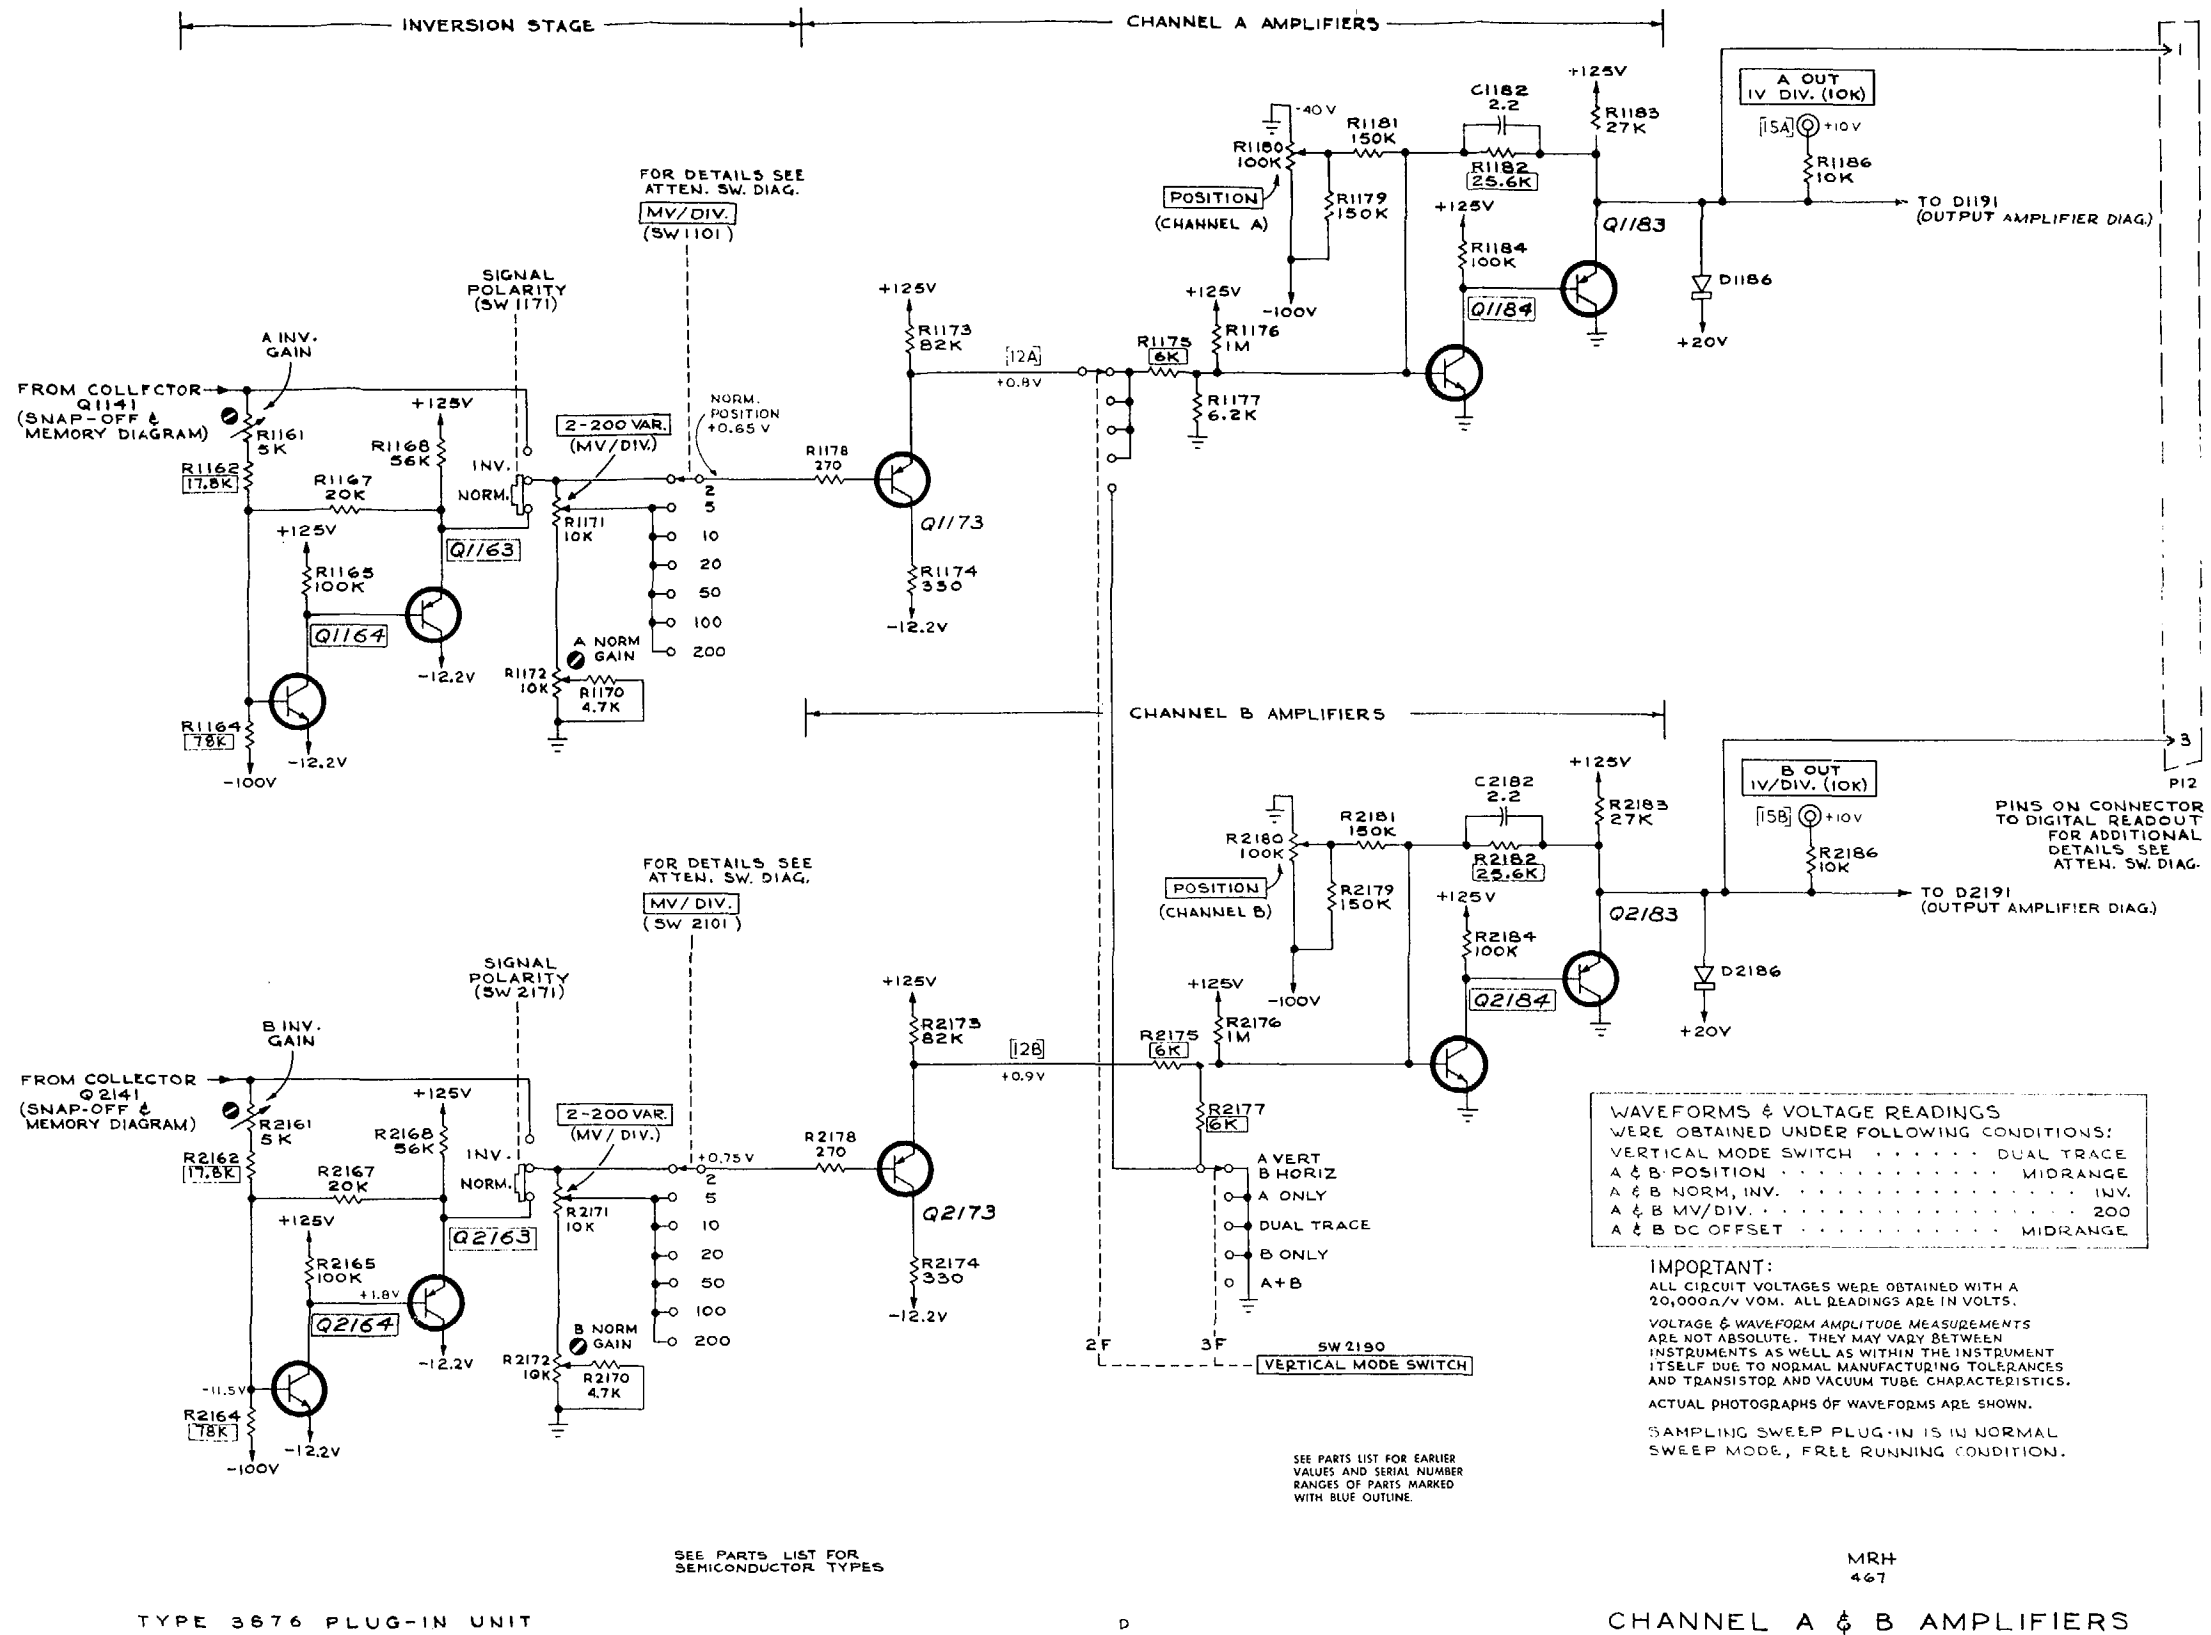 INVERSION STAGE
CHANNEL A AMPLIFIERS
FROM COLLECTOR
Q1141
(SNAP-OFF &
MEMORY DIAGRAM)
A INV.
GAIN
R1161
5K
R1162
17.8K
R1167
20K
+125V
R1168
56K
+125V
R1165
100K
Q1164
Q1163
-12.2V
R1164
78K
-100V
-12.2V
SIGNAL
POLARITY
(SW1171)
INV.
NORM.
2-200 VAR.
(MV/DIV.)
R1171
10K
A NORM
GAIN
R1172
10K
R1170
4.7K
FOR DETAILS SEE
ATTEN. SW. DIAG.
MV/DIV.
(SW1101)
NORM.
POSITION
+0.65V
2
5
10
20
50
100
200
R1178
270
+125V
R1173
82K
Q1173
R1174
330
-12.2V
[12A]
+0.8V
R1175
6K
+125V
R1176
1M
R1177
6.2K
-40V
R1180
100K
POSITION
(CHANNEL A)
R1181
150K
R1179
150K
-100V
C1182
2.2
R1182
25.6K
+125V
R1183
27K
+125V
R1184
100K
Q1184
Q1183
D1186
+20V
A OUT
1V DIV. (10K)
[15A] +10V
R1186
10K
TO D1191
(OUTPUT AMPLIFIER DIAG.)
1
CHANNEL B AMPLIFIERS
FROM COLLECTOR
Q2141
(SNAP-OFF &
MEMORY DIAGRAM)
B INV.
GAIN
R2161
5K
R2162
17.8K
R2167
20K
+125V
R2168
56K
+125V
R2165
100K
+1.8V
Q2164
Q2163
-12.2V
-11.5V
R2164
78K
-100V
-12.2V
SIGNAL
POLARITY
(SW2171)
INV.
NORM.
2-200 VAR.
(MV/DIV.)
R2171
10K
B NORM
GAIN
R2172
10K
R2170
4.7K
FOR DETAILS SEE
ATTEN. SW. DIAG.
MV/DIV.
(SW 2101)
+0.75V
2
5
10
20
50
100
200
R2178
270
+125V
R2173
82K
Q2173
R2174
330
-12.2V
[12B]
+0.9V
R2175
6K
+125V
R2176
1M
R2177
6K
R2180
100K
POSITION
(CHANNEL B)
R2181
150K
R2179
150K
-100V
C2182
2.2
R2182
25.6K
+125V
R2183
27K
+125V
R2184
100K
Q2184
Q2183
D2186
+20V
B OUT
1V/DIV. (10K)
[15B] +10V
R2186
10K
TO D2191
(OUTPUT AMPLIFIER DIAG.)
3
P12
PINS ON CONNECTOR
TO DIGITAL READOUT
FOR ADDITIONAL
DETAILS SEE
ATTEN. SW. DIAG.
A VERT
B HORIZ
A ONLY
DUAL TRACE
B ONLY
A+B
2F
3F
SW2190
VERTICAL MODE SWITCH
WAVEFORMS & VOLTAGE READINGS
WERE OBTAINED UNDER FOLLOWING CONDITIONS:
VERTICAL MODE SWITCH . . . . . . DUAL TRACE
A & B POSITION . . . . . . . . . . . . MIDRANGE
A & B NORM, INV. . . . . . . . . . . . . . . . . INV.
A & B MV/DIV. . . . . . . . . . . . . . . . . . . 200
A & B DC OFFSET . . . . . . . . . . . MIDRANGE
IMPORTANT:
ALL CIRCUIT VOLTAGES WERE OBTAINED WITH A
20,000Ω/V VOM. ALL READINGS ARE IN VOLTS.
VOLTAGE & WAVEFORM AMPLITUDE MEASUREMENTS
ARE NOT ABSOLUTE. THEY MAY VARY BETWEEN
INSTRUMENTS AS WELL AS WITHIN THE INSTRUMENT
ITSELF DUE TO NORMAL MANUFACTURING TOLERANCES
AND TRANSISTOR AND VACUUM TUBE CHARACTERISTICS.
ACTUAL PHOTOGRAPHS OF WAVEFORMS ARE SHOWN.
SAMPLING SWEEP PLUG-IN IS IN NORMAL
SWEEP MODE, FREE RUNNING CONDITION.
SEE PARTS LIST FOR EARLIER
VALUES AND SERIAL NUMBER
RANGES OF PARTS MARKED
WITH BLUE OUTLINE.
SEE PARTS LIST FOR
SEMICONDUCTOR TYPES
MRH
467
TYPE 3S76 PLUG-IN UNIT
D
CHANNEL A & B AMPLIFIERS